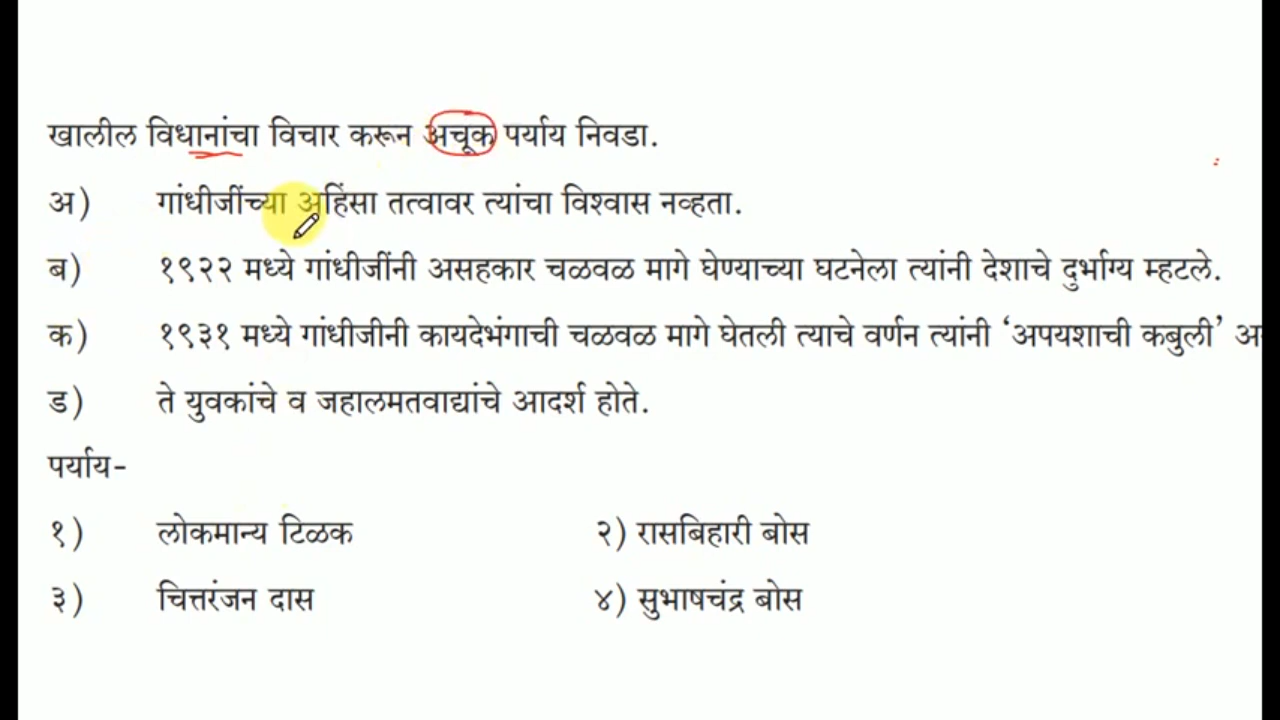 खालील विधानांचा विचार करून अचूक पर्याय निवडा.
अ) गांधीजींच्या अहिंसा तत्वावर त्यांचा विश्वास नव्हता.
ब) १९२२ मध्ये गांधीजींनी असहकार चळवळ मागे घेण्याच्या घटनेला त्यांनी देशाचे दुर्भाग्य म्हटले.
क) १९३१ मध्ये गांधीजीनी कायदेभंगाची चळवळ मागे घेतली त्याचे वर्णन त्यांनी ‘अपयशाची कबुली’
ड) ते युवकांचे व जहालमतवाद्यांचे आदर्श होते.
पर्याय-
१) लोकमान्य टिळक २) रासबिहारी बोस
३) चित्तरंजन दास ४) सुभाषचंद्र बोस